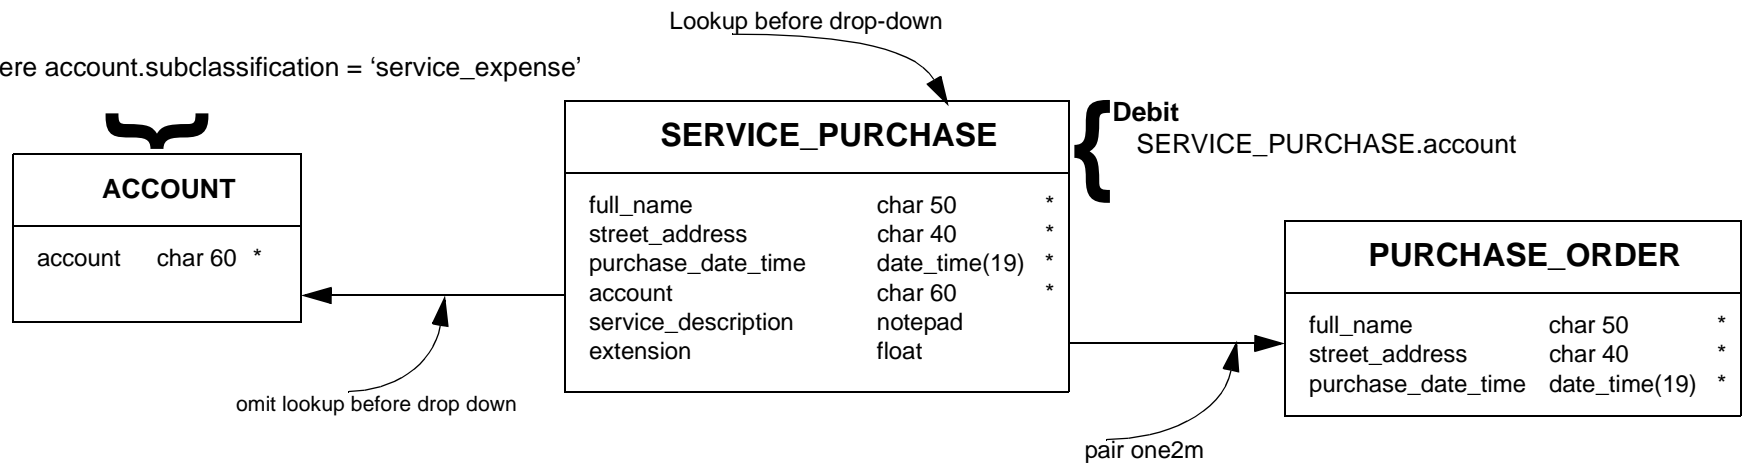 Lookup before drop-down
ere account.subclassification = ‘service_expense’
ACCOUNT
account char 60 *
SERVICE_PURCHASE
full_name char 50 *
street_address char 40 *
purchase_date_time date_time(19) *
account char 60 *
service_description notepad
extension float
Debit
SERVICE_PURCHASE.account
PURCHASE_ORDER
full_name char 50 *
street_address char 40 *
purchase_date_time date_time(19) *
omit lookup before drop down
pair one2m